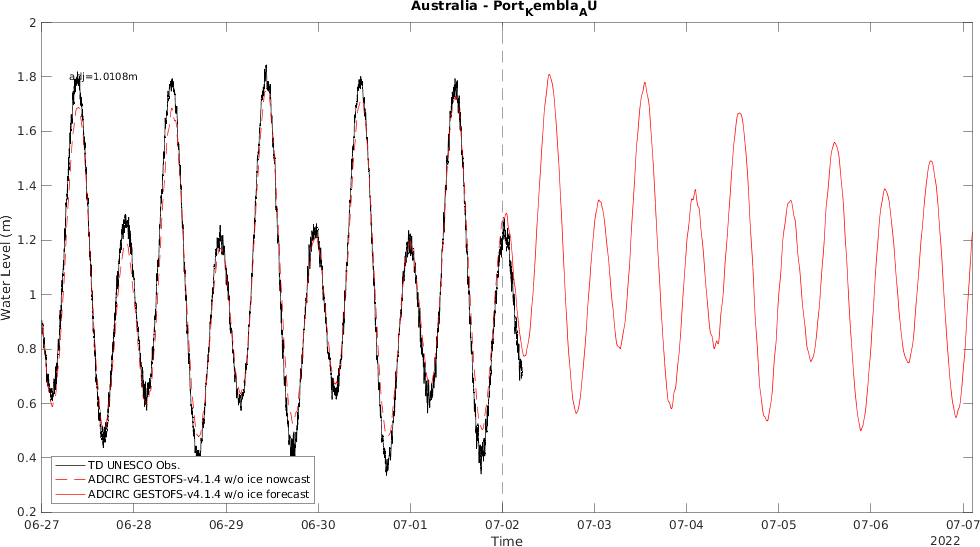 Australia - PortKemblaAU
adj=1.0108m
2
1.8
1.6
1.4
1.2
1
0.8
0.6
0.4
0.2
Water Level (m)
TD UNESCO Obs.
ADCIRC GESTOFS-v4.1.4 w/o ice nowcast
ADCIRC GESTOFS-v4.1.4 w/o ice forecast
06-27 06-28 06-29 06-30 07-01 07-02 07-03 07-04 07-05 07-06 07-07
Time
2022